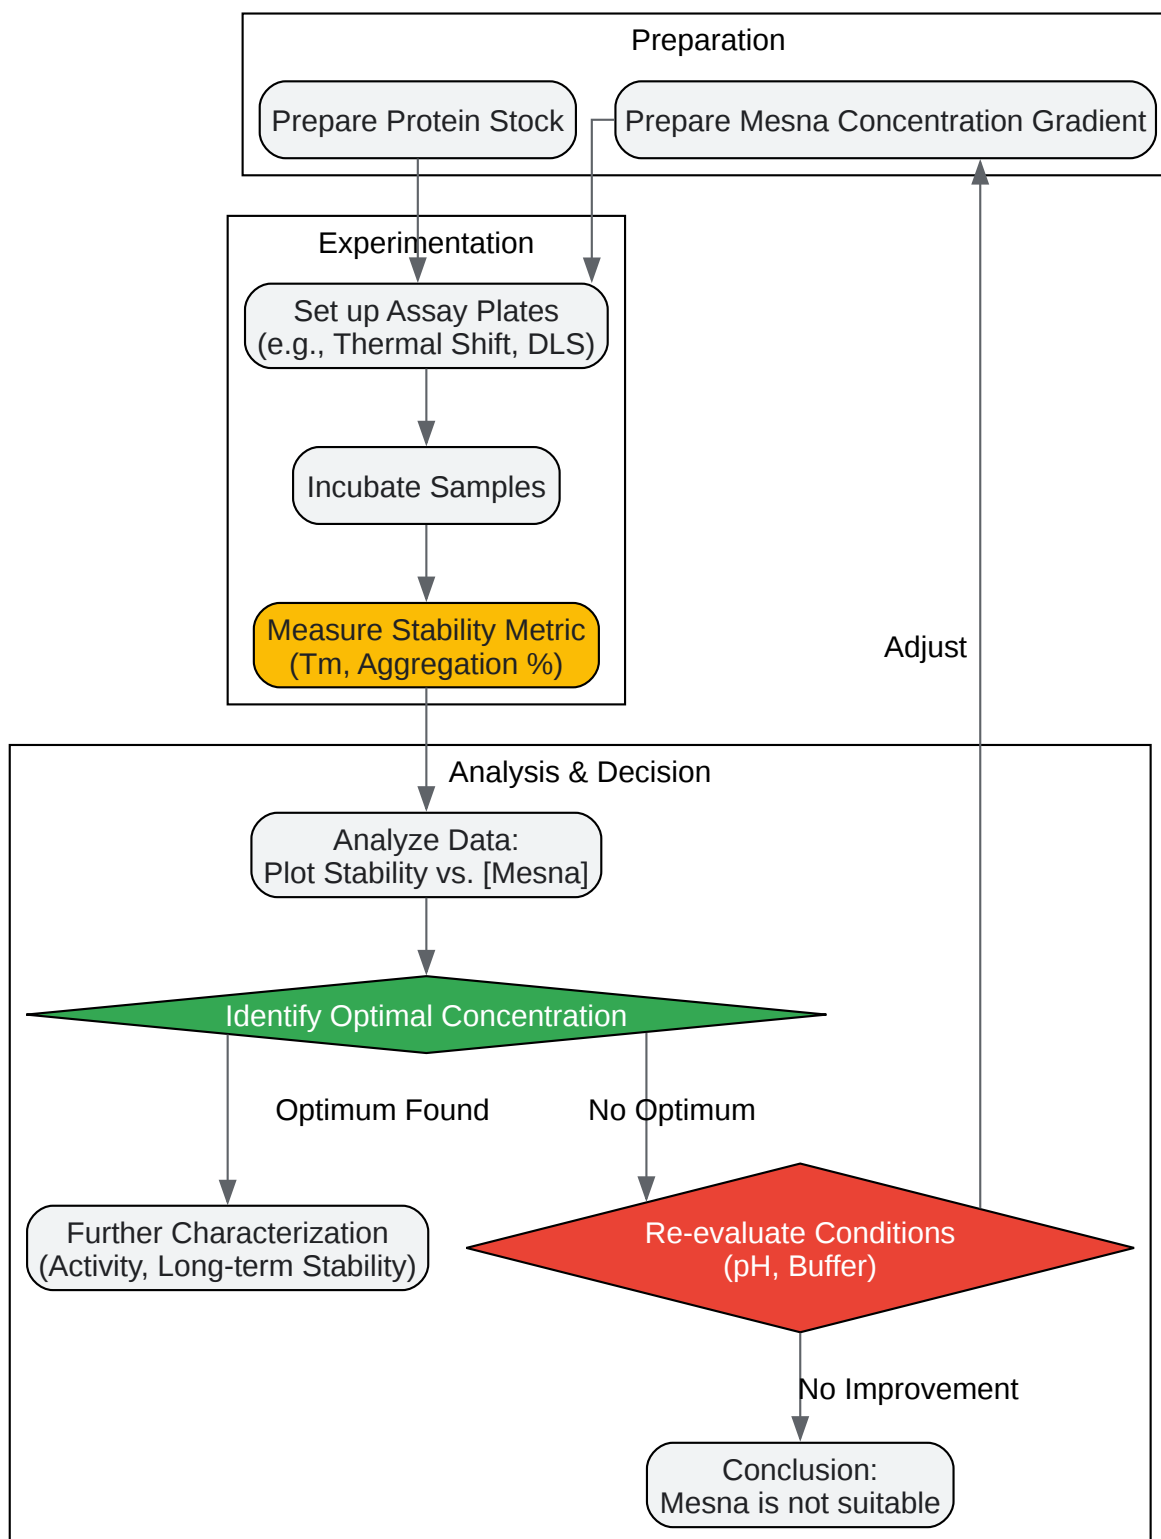 Preparation
Prepare Protein Stock
Prepare Mesna Concentration Gradient
Experimentation
Set up Assay Plates
(e.g., Thermal Shift, DLS)
Incubate Samples
Measure Stability Metric
(Tm, Aggregation %)
Adjust
Analysis & Decision
Analyze Data:
Plot Stability vs. [Mesna]
Identify Optimal Concentration
Optimum Found
No Optimum
Further Characterization
(Activity, Long-term Stability)
Re-evaluate Conditions
(pH, Buffer)
No Improvement
Conclusion:
Mesna is not suitable